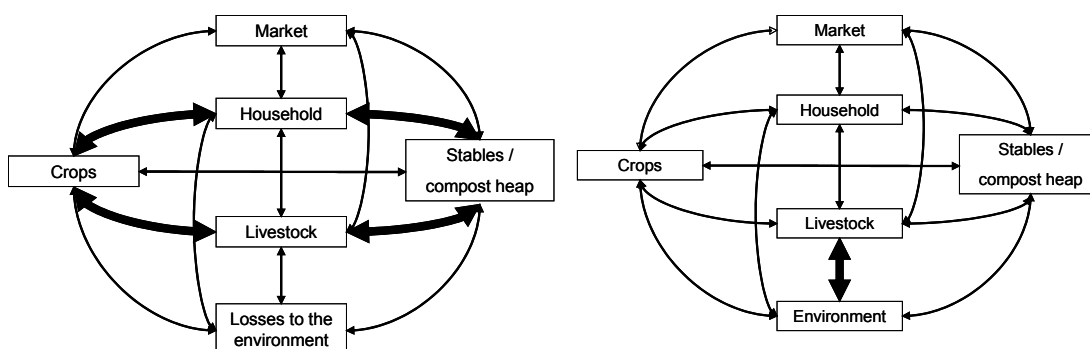 Market
Household
Crops
Stables /
compost heap
Livestock
Losses to the
environment
Market
Household
Crops
Stables /
compost heap
Livestock
Environment